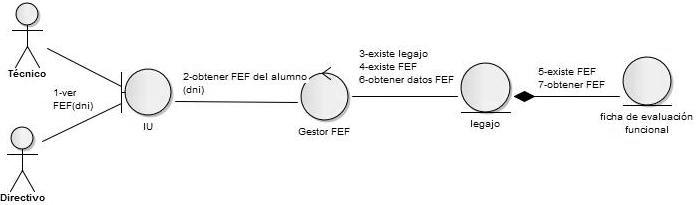 Técnico
1-ver
FEF(dni)
Directivo
IU
2-obtener FEF del alumno
(dni)
Gestor FEF
3-existe legajo
4-existe FEF
6-obtener datos FEF
legajo
5-existe FEF
7-obtener FEF
ficha de evaluación
funcional